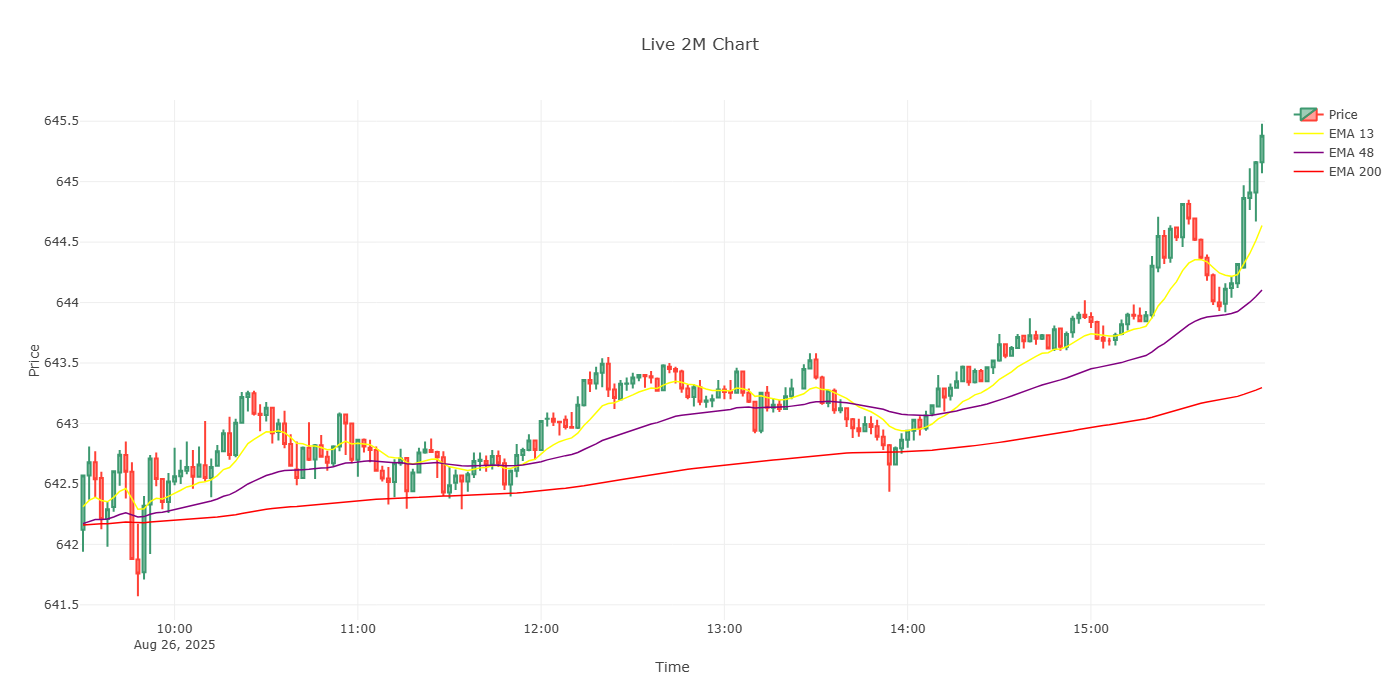 Live 2M Chart
645.5
645
644.5
644
643.5
643
642.5
642
641.5
Price
10:00
Aug 26, 2025
11:00
12:00
13:00
14:00
15:00
Time
Price
EMA 13
EMA 48
EMA 200